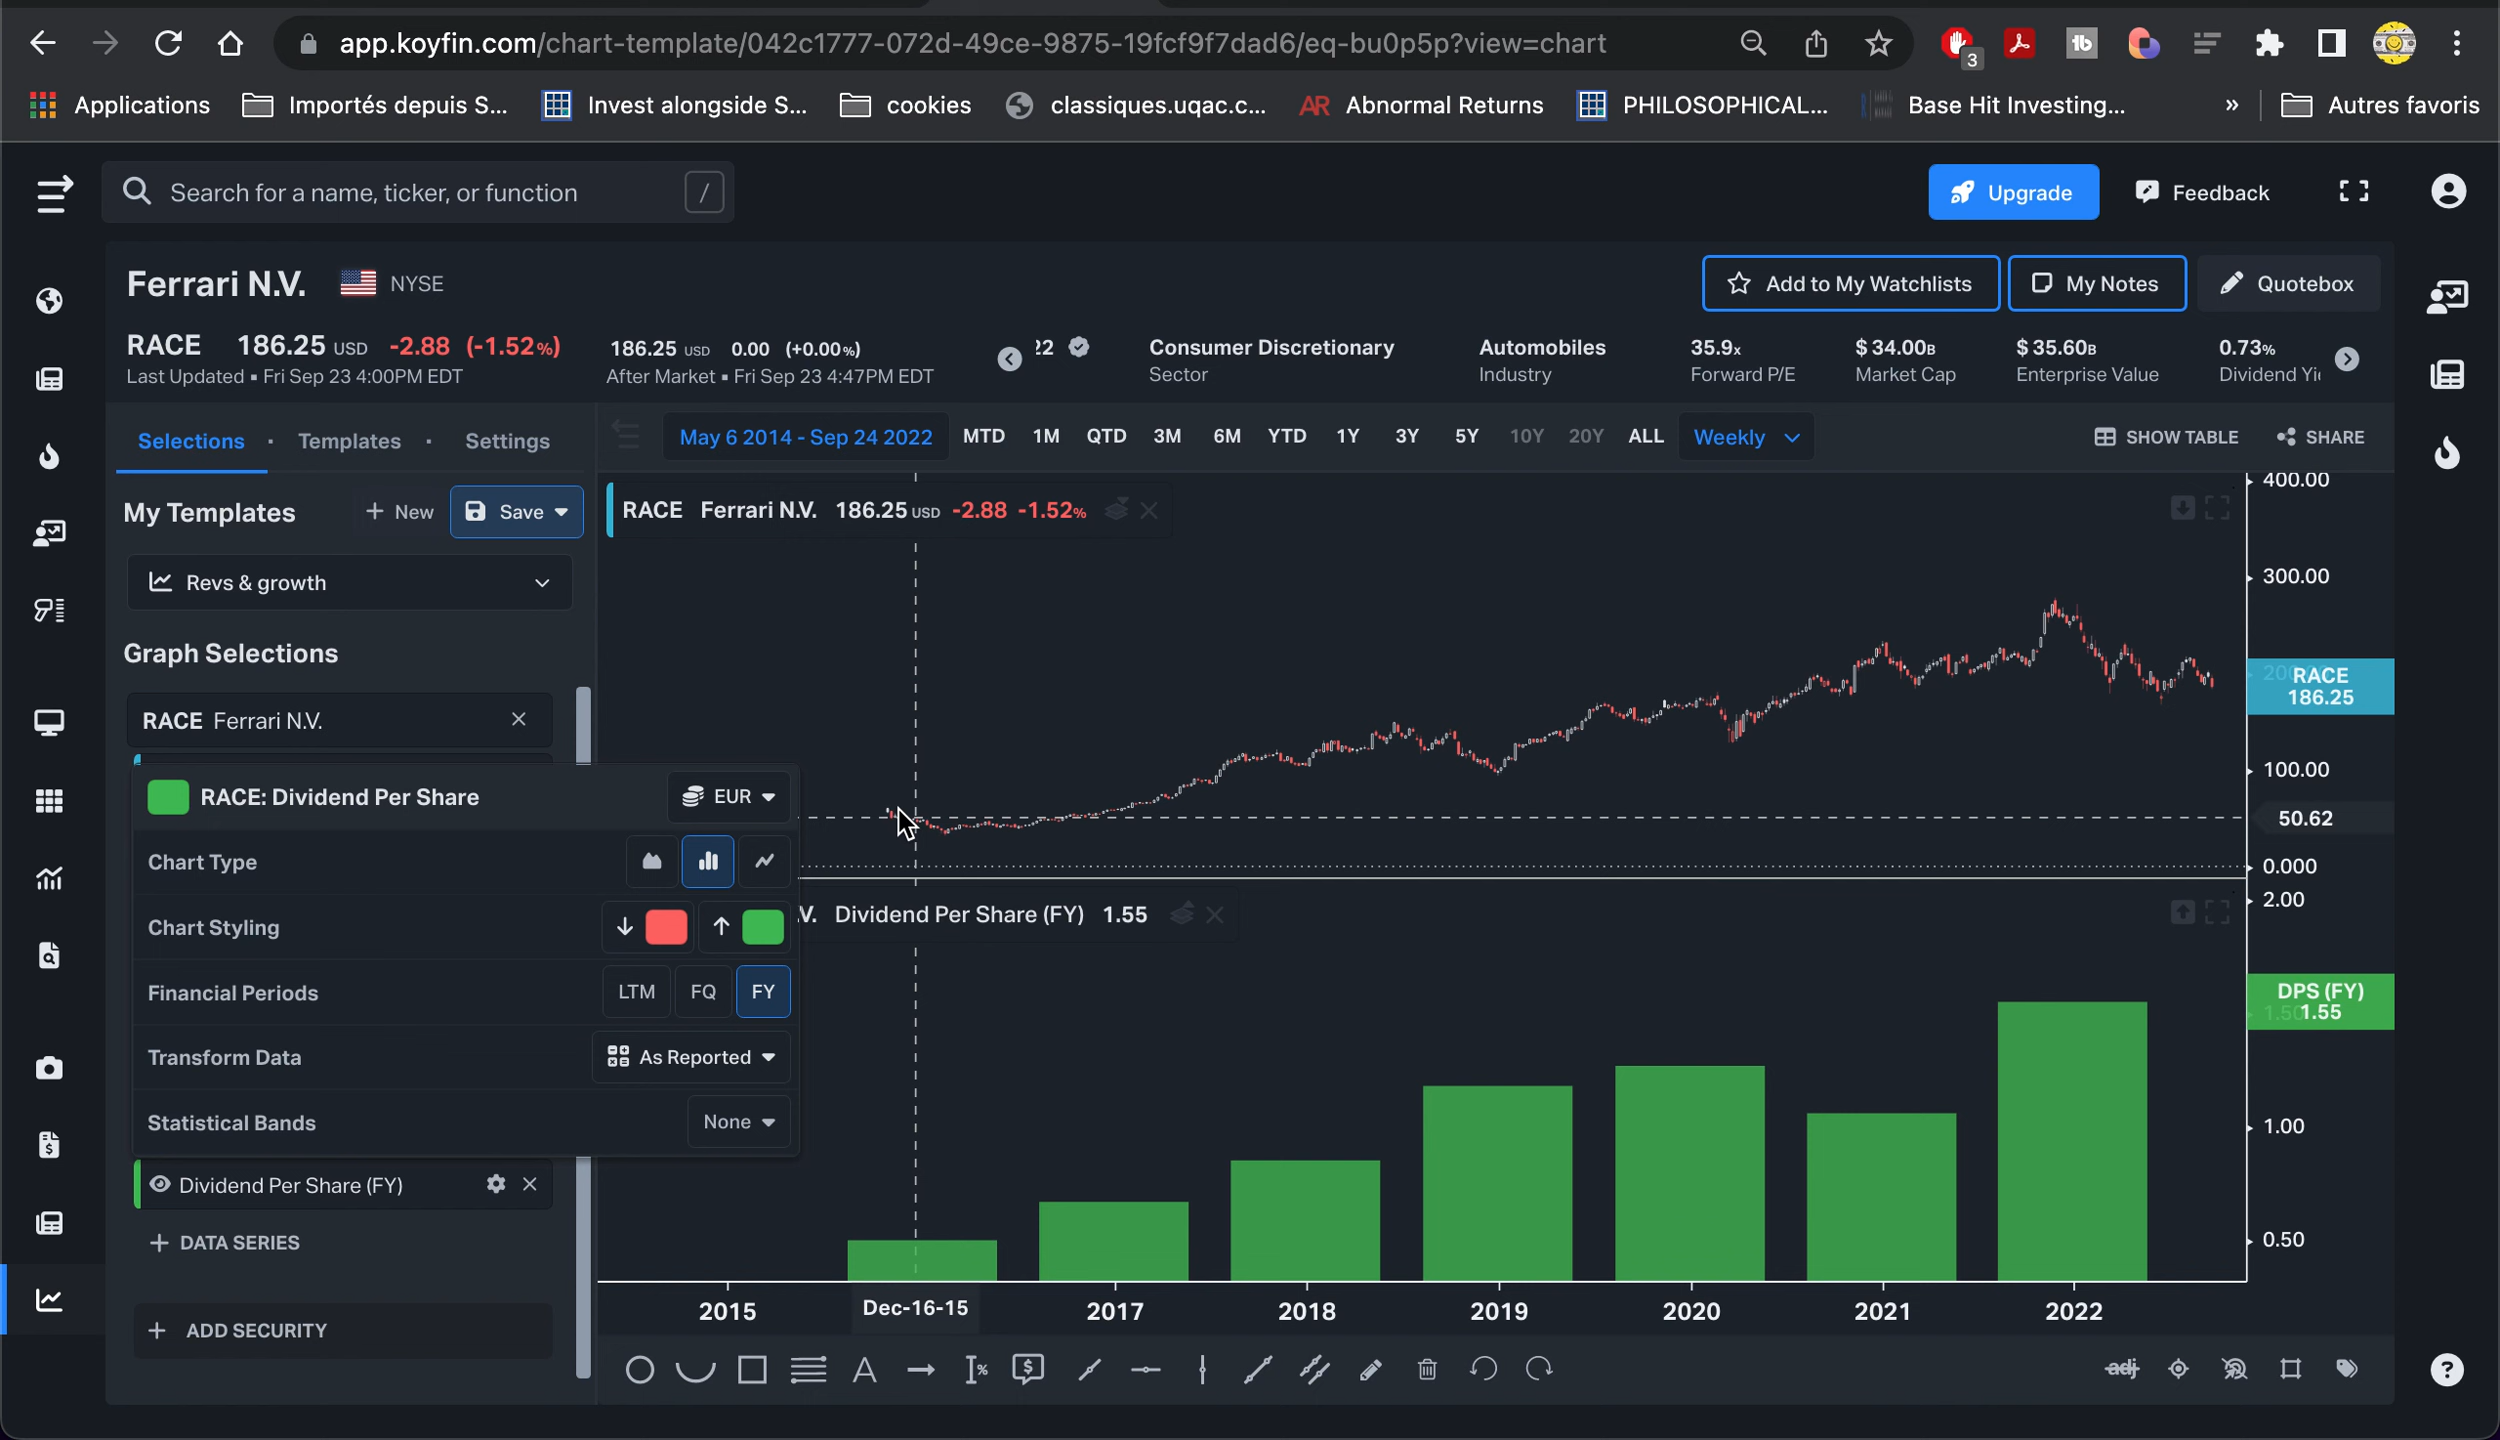 app.koyfin.com/chart-template/042c1777-072d-49ce-9875-19fcf9f7dad6/eq-bu0p5p?view=chart
3
Applications
Importés depuis S...
Invest alongside S...
cookies
classiques.uqac.c...
AR Abnormal Returns
PHILOSOPHICAL...
Base Hit Investing...
»
Autres favoris
Search for a name, ticker, or function
/
Upgrade
Feedback
Ferrari N.V.
NYSE
Add to My Watchlists
My Notes
Quotebox
RACE 186.25 USD -2.88 (-1.52%)
Last Updated ▪ Fri Sep 23 4:00PM EDT
186.25 USD 0.00 (+0.00%)
After Market ▪ Fri Sep 23 4:47PM EDT
22
Consumer Discretionary
Sector
Automobiles
Industry
35.9x
Forward P/E
$ 34.00B
Market Cap
$ 35.60B
Enterprise Value
0.73%
Dividend Yi
Selections · Templates · Settings
May 6 2014 - Sep 24 2022
MTD 1M QTD 3M 6M YTD 1Y 3Y 5Y 10Y 20Y ALL
Weekly
SHOW TABLE
SHARE
My Templates
+ New
Save
Revs & growth
Graph Selections
RACE Ferrari N.V.
RACE: Dividend Per Share
EUR
Chart Type
Chart Styling
Financial Periods
LTM FQ FY
Transform Data
As Reported
Statistical Bands
None
Dividend Per Share (FY)
+ DATA SERIES
+ ADD SECURITY
RACE Ferrari N.V. 186.25 USD -2.88 -1.52%
400.00
300.00
200.00
RACE
186.25
100.00
50.62
0.000
V. Dividend Per Share (FY) 1.55
2.00
DPS (FY)
1.50
1.55
1.00
0.50
2015
Dec-16-15
2017
2018
2019
2020
2021
2022
A
%
$
adj
?